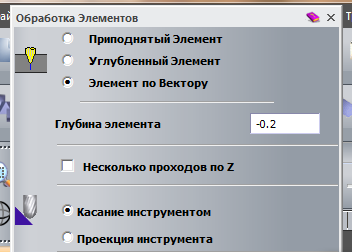 Обработка Элементов
Приподнятый Элемент
Углубленный Элемент
Элемент по Вектору
Глубина элемента
-0.2
Несколько проходов по Z
Касание инструментом
Проекция инструмента